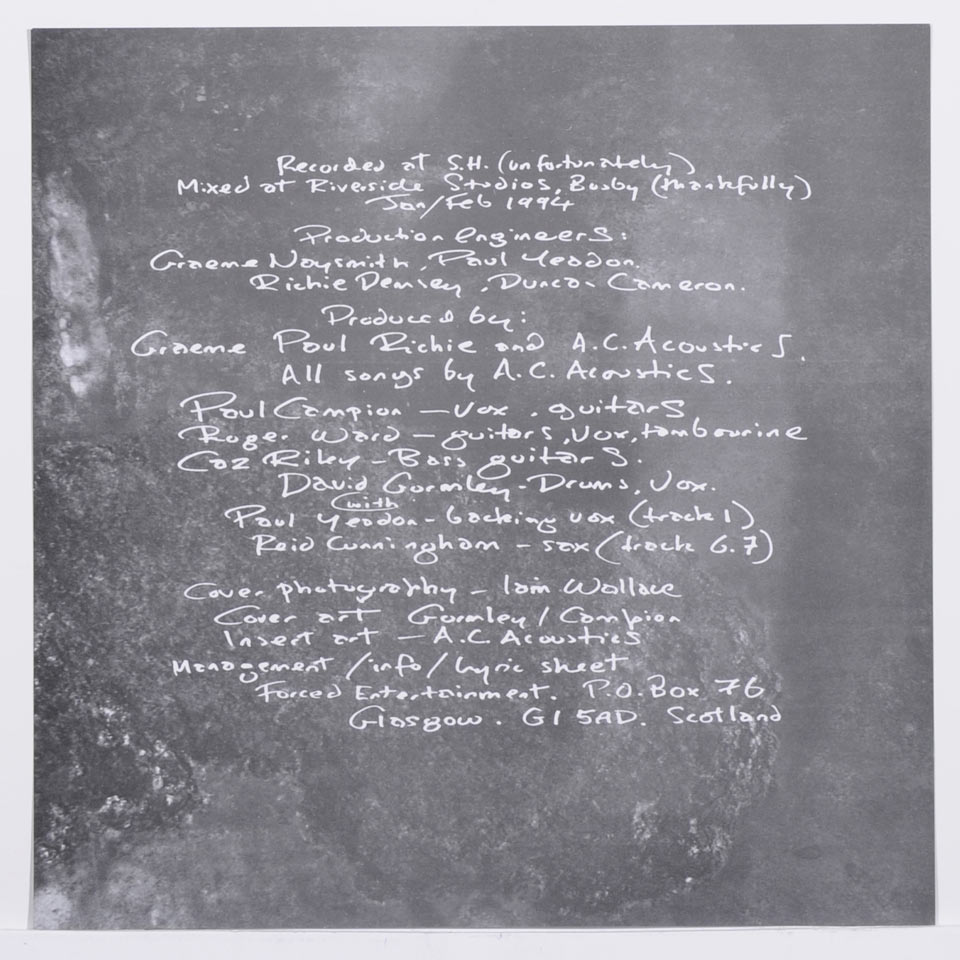 Recorded at S.H. (unfortunately)
Mixed at Riverside Studios, Busby (thankfully)
Jan/Feb 1994
Production Engineers:
Graeme Naysmith, Paul Yeadon.
Richie Demsey, Duncan Cameron.
Produced by:
Graeme Paul Richie and A.C. Acoustics.
All songs by A.C. Acoustics.
Paul Campion - vox, guitars
Roger Ward - guitars, vox, tambourine
Caz Riley - Bass guitars.
David Gormley - Drums, Vox.
with
Paul Yeadon - backing vox (track 1)
Raid Cunningham - sax (track 6.7)
Cover photography - Iain Wallace
Cover art Gormley / Campion
Insert art - A.C Acoustics
Management / info / lyric sheet
Forced Entertainment. P.O. Box 76
Glasgow. G1 5AD. Scotland